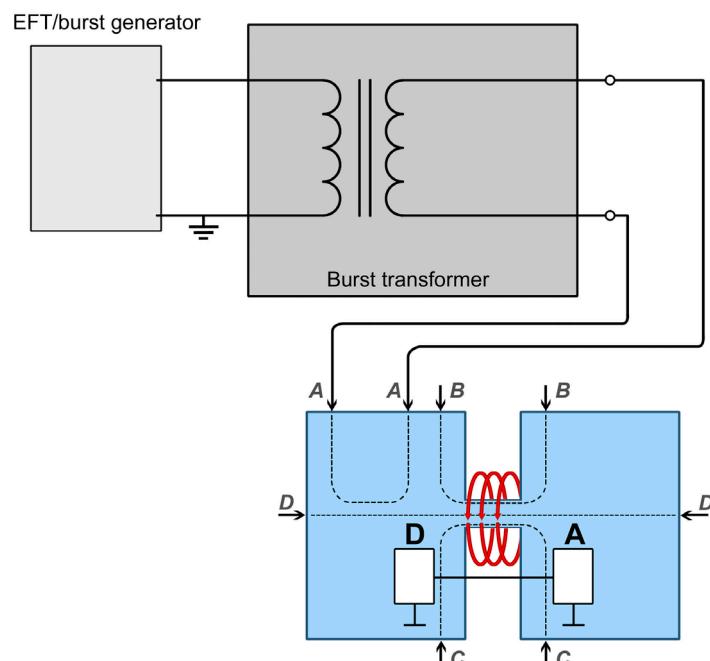 EFT/burst generator
Burst transformer
A A B B
D D
D A
C C